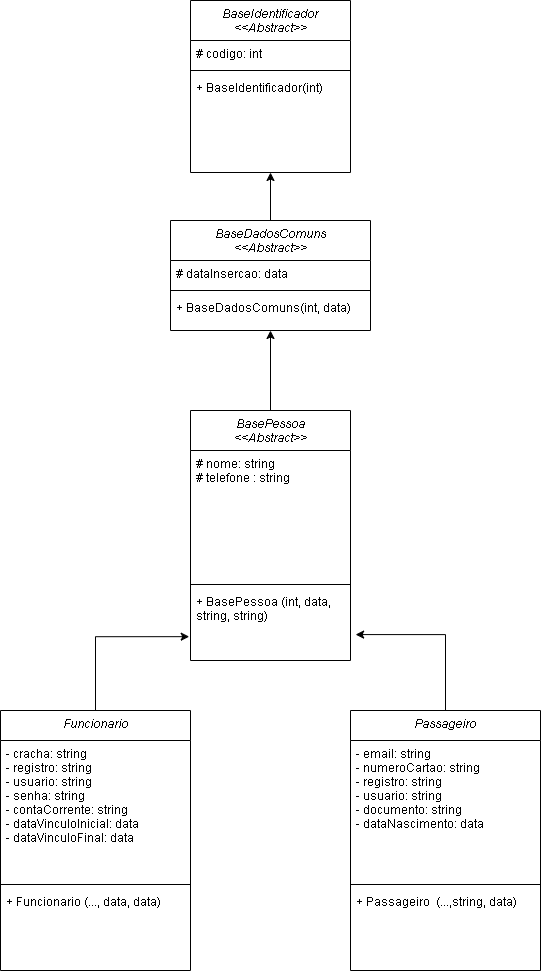 BaseIdentificador
<<Abstract>>
# codigo: int
+ BaseIdentificador(int)
BaseDadosComuns
<<Abstract>>
# dataInsercao: data
+ BaseDadosComuns(int, data)
BasePessoa
<<Abstract>>
# nome: string
# telefone : string
+ BasePessoa (int, data,
string, string)
Funcionario
- cracha: string
- registro: string
- usuario: string
- senha: string
- contaCorrente: string
- dataVinculoInicial: data
- dataVinculoFinal: data
+ Funcionario (..., data, data)
Passageiro
- email: string
- numeroCartao: string
- registro: string
- usuario: string
- documento: string
- dataNascimento: data
+ Passageiro (...,string, data)